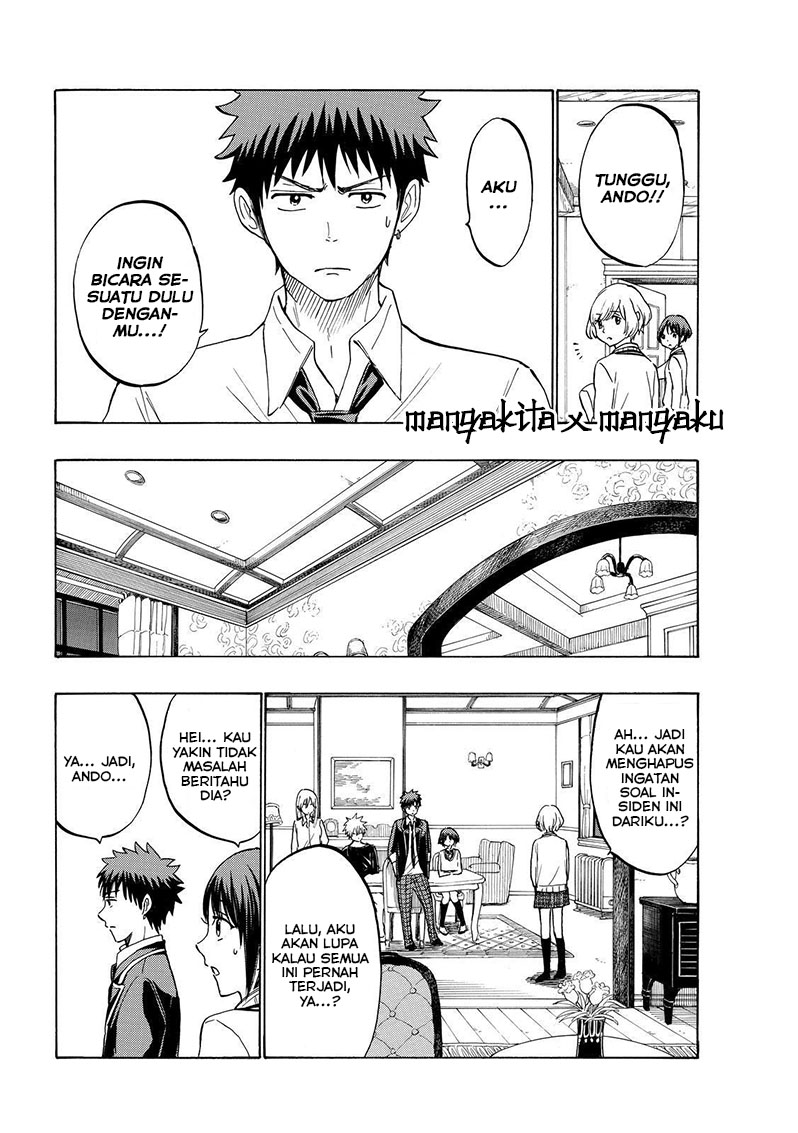 TUNGGU,
ANDO!!
AKU
...
INGIN
BICARA SE-
SUATU DULU
DENGAN-
MU...!
mangakita x mangaku
AH... JADI
KAU AKAN
MENGHAPUS
INGATAN
SOAL IN-
SIDEN INI
DARIKU...?
LALU, AKU
AKAN LUPA
KALAU SEMUA
INI PERNAH
TERJADI,
YA...?
HEI... KAU
YAKIN TIDAK
MASALAH
BERITAHU
DIA?
YA... JADI,
ANDO...